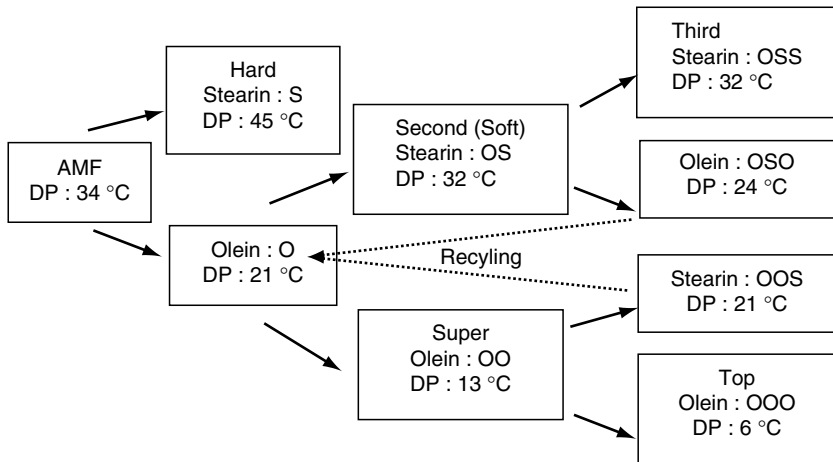 AMF
DP : 34 °C
Hard
Stearin : S
DP : 45 °C
Olein : O
DP : 21 °C
Second (Soft)
Stearin : OS
DP : 32 °C
Recyling
Super
Olein : OO
DP : 13 °C
Third
Stearin : OSS
DP : 32 °C
Olein : OSO
DP : 24 °C
Stearin : OOS
DP : 21 °C
Top
Olein : OOO
DP : 6 °C